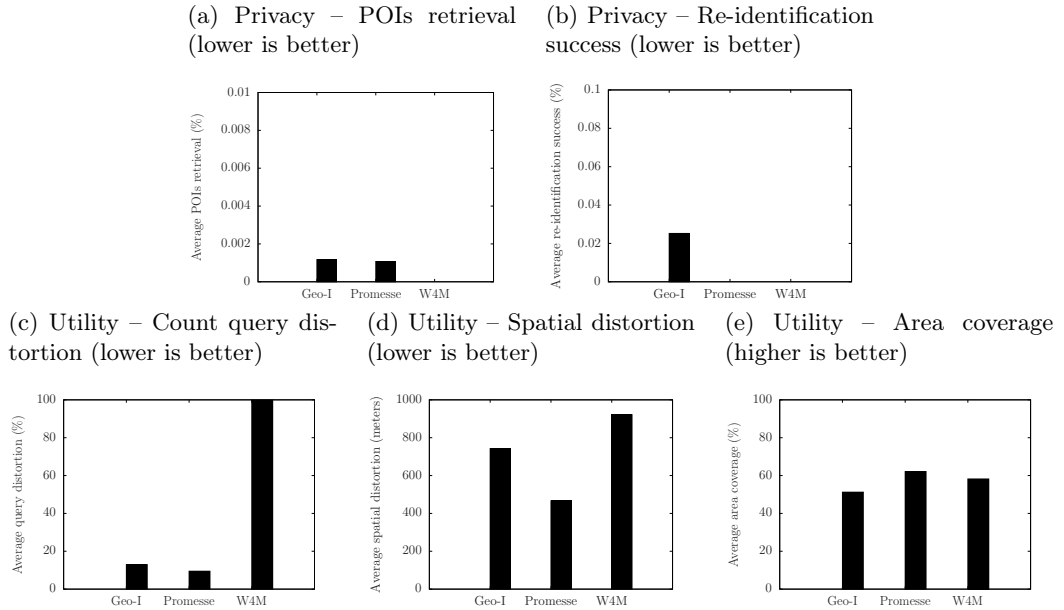 (a) Privacy – POIs retrieval
(lower is better)
(b) Privacy – Re-identification
success (lower is better)
Average POIs retrieval (%)
0.01
0.008
0.006
0.004
0.002
0
Geo-I Promesse W4M
Average re-identification success (%)
0.1
0.08
0.06
0.04
0.02
0
Geo-I Promesse W4M
(c) Utility – Count query dis-
tortion (lower is better)
(d) Utility – Spatial distortion
(lower is better)
(e) Utility – Area coverage
(higher is better)
Average query distortion (%)
100
80
60
40
20
0
Geo-I Promesse W4M
Average spatial distortion (meters)
1000
800
600
400
200
0
Geo-I Promesse W4M
Average area coverage (%)
100
80
60
40
20
0
Geo-I Promesse W4M